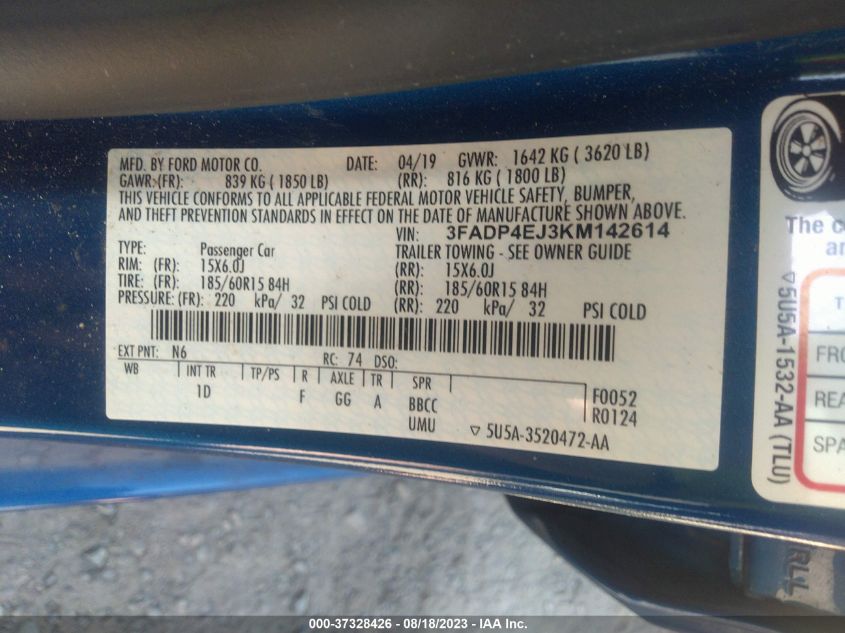 MFD. BY FORD MOTOR CO. DATE: 04/19 GVWR: 1642 KG ( 3620 LB)
GAWR:(FR): 839 KG ( 1850 LB) (RR): 816 KG ( 1800 LB)
THIS VEHICLE CONFORMS TO ALL APPLICABLE FEDERAL MOTOR VEHICLE SAFETY, BUMPER,
AND THEFT PREVENTION STANDARDS IN EFFECT ON THE DATE OF MANUFACTURE SHOWN ABOVE.
VIN: 3FADP4EJ3KM142614
TYPE: Passenger Car TRAILER TOWING - SEE OWNER GUIDE
RIM: (FR): 15X6.0J (RR): 15X6.0J
TIRE: (FR): 185/60R15 84H (RR): 185/60R15 84H
PRESSURE: (FR): 220 kPa/ 32 PSI COLD (RR): 220 kPa/ 32 PSI COLD
EXT PNT: N6 RC: 74 DSO:
WB INT TR TP/PS R AXLE TR SPR
1D F GG A BBCC F0052
UMU R0124
▽ 5U5A-3520472-AA
The c
an
T
FRO
REA
SPA
▽5U5A-1532-AA (TLU)
RLL
000-37328426 - 08/18/2023 - IAA Inc.